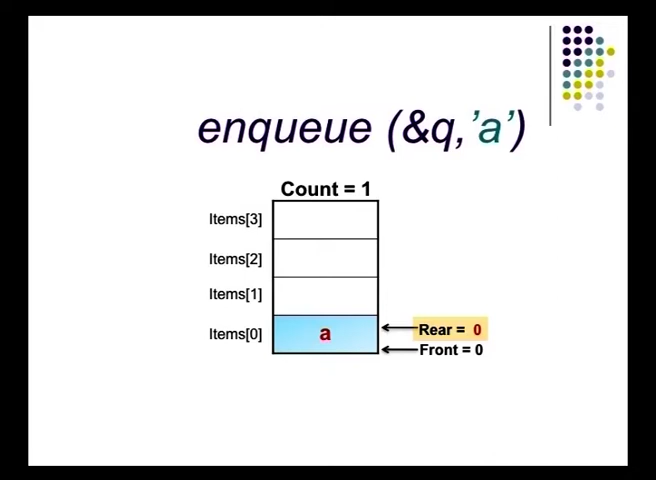 enqueue (&q,'a')
Count = 1
Items[3]
Items[2]
Items[1]
Items[0] a Rear = 0
Front = 0